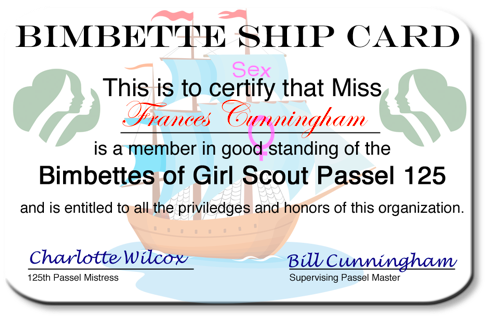 BIMBETTE SHIP CARD
Sex
This is to certify that Miss
Frances Cunningham
is a member in good standing of the
Bimbettes of Girl Scout Passel 125
and is entitled to all the priviledges and honors of this organization.
Charlotte Wilcox
125th Passel Mistress
Bill Cunningham
Supervising Passel Master